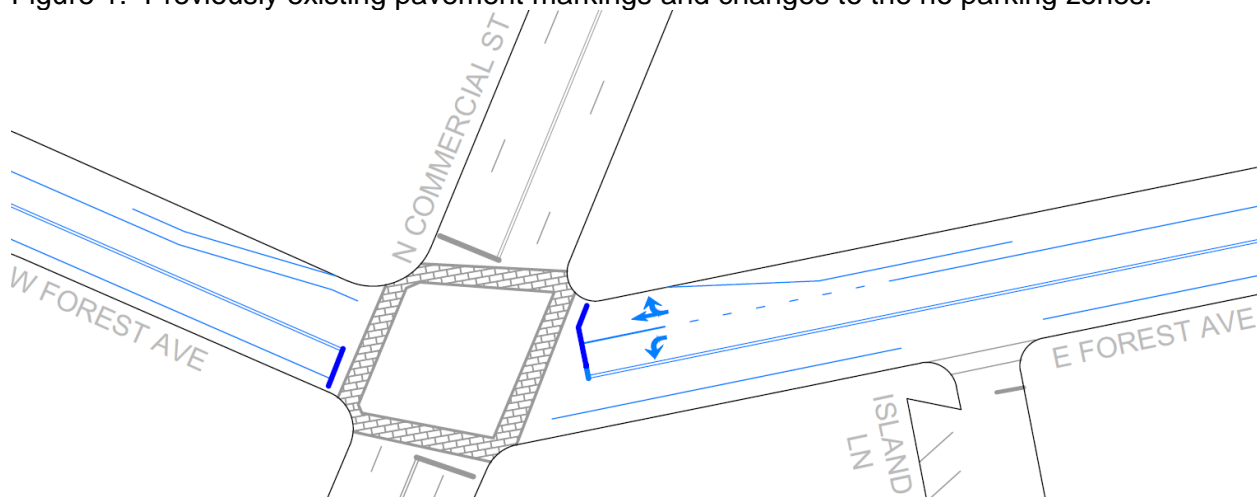 Figure 1.  Previously existing pavement markings and changes to the no parking zones.
N COMMERCIAL ST
W FOREST AVE
E FOREST AVE
ISLAND
LN